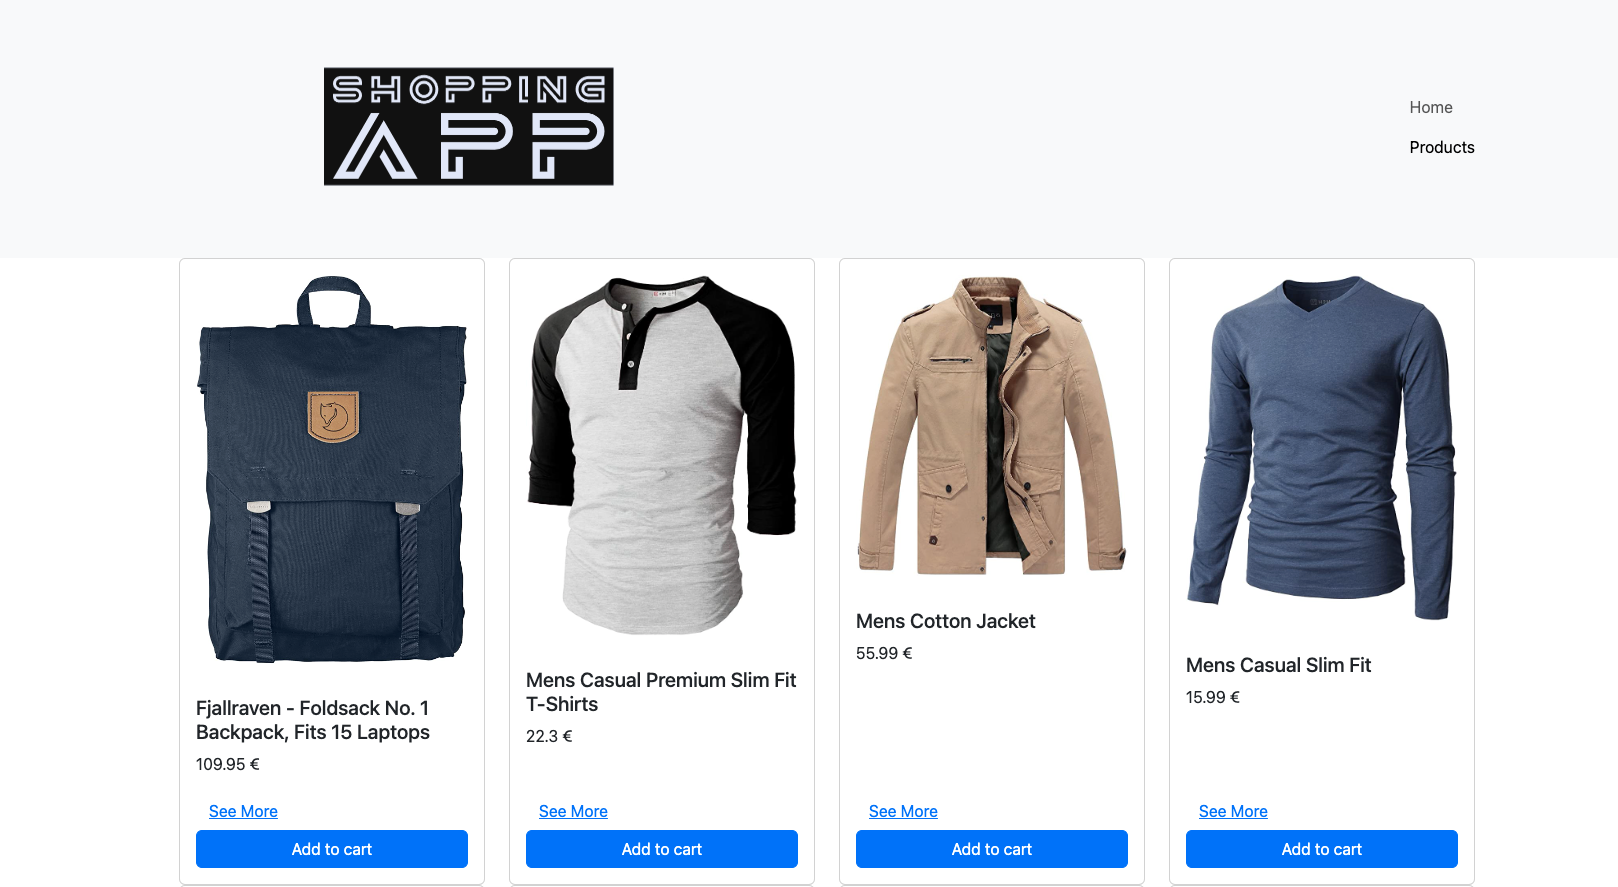 SHOPPING
APP
Home
Products
Fjallraven - Foldsack No. 1
Backpack, Fits 15 Laptops
109.95 €
See More
Add to cart
Mens Casual Premium Slim Fit
T-Shirts
22.3 €
See More
Add to cart
Mens Cotton Jacket
55.99 €
See More
Add to cart
Mens Casual Slim Fit
15.99 €
See More
Add to cart